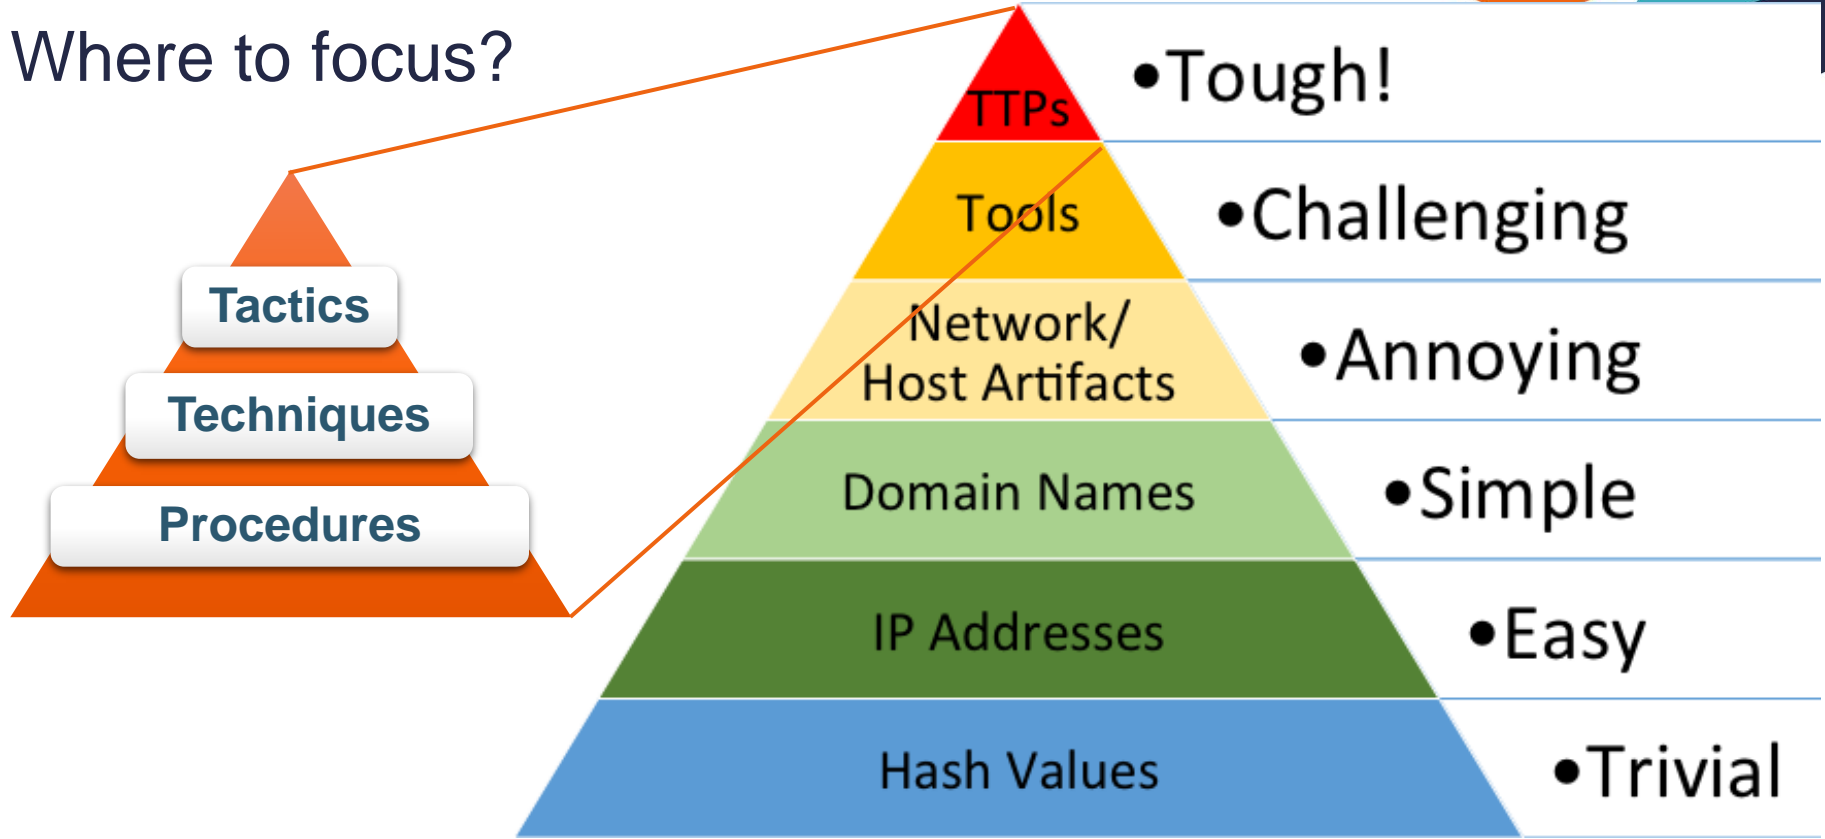 Where to focus?
Tactics
Techniques
Procedures
TTPs
•Tough!
Tools
•Challenging
Network/
Host Artifacts
•Annoying
Domain Names
•Simple
IP Addresses
•Easy
Hash Values
•Trivial